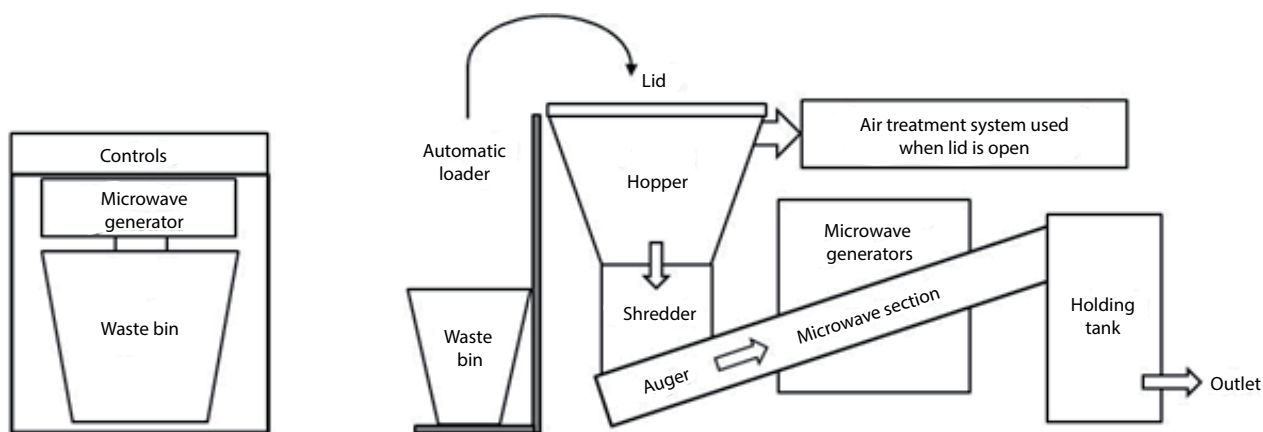 Controls
Microwave
generator
Waste bin
Automatic
loader
Waste
bin
Lid
Hopper
Shredder
Auger
Microwave section
Microwave
generators
Air treatment system used
when lid is open
Holding
tank
Outlet